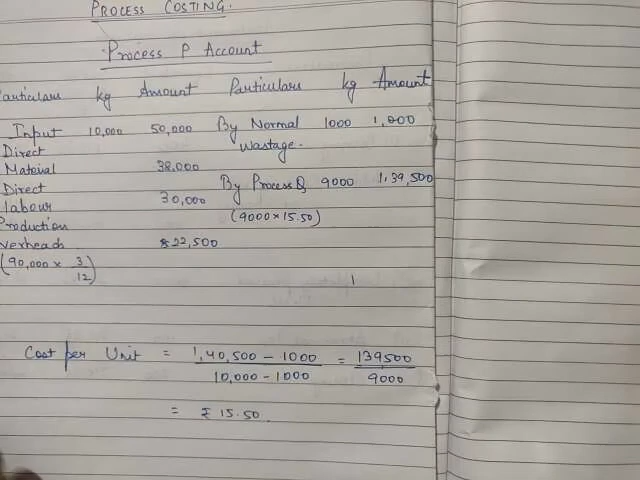 PROCESS COSTING.
Process P Account
articulars kg Amount Particulars kg Amount
Input 10,000 50,000 By Normal 1000 1,000
Direct wastage.
Material 38,000
Direct By Process Q 9000 1,39,500
labour 30,000 (9000 × 15.50)
Production
verheach 22,500
(90,000 × 3/12)
Cost per Unit = 1,40,500 - 1000 / 10,000 - 1000 = 139500 / 9000
= ₹ 15.50.